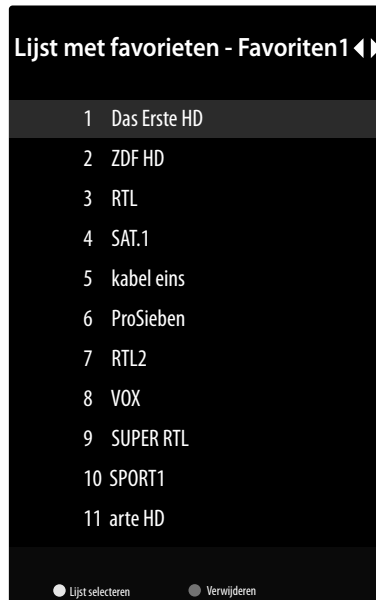 Lijst met favorieten - Favoriten1
1 Das Erste HD
2 ZDF HD
3 RTL
4 SAT.1
5 kabel eins
6 ProSieben
7 RTL2
8 VOX
9 SUPER RTL
10 SPORT1
11 arte HD
Lijst selecteren Verwijderen